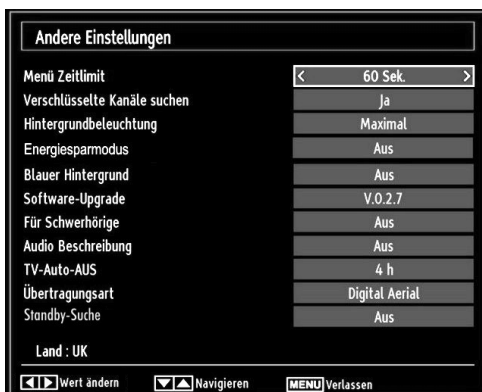 Andere Einstellungen
Menü Zeitlimit < 60 Sek. >
Verschlüsselte Kanäle suchen Ja
Hintergrundbeleuchtung Maximal
Energiesparmodus Aus
Blauer Hintergrund Aus
Software-Upgrade V.0.2.7
Für Schwerhörige Aus
Audio Beschreibung Aus
TV-Auto-AUS 4 h
Übertragungsart Digital Aerial
Standby-Suche Aus
Land : UK
Wert ändern Navigieren MENU Verlassen